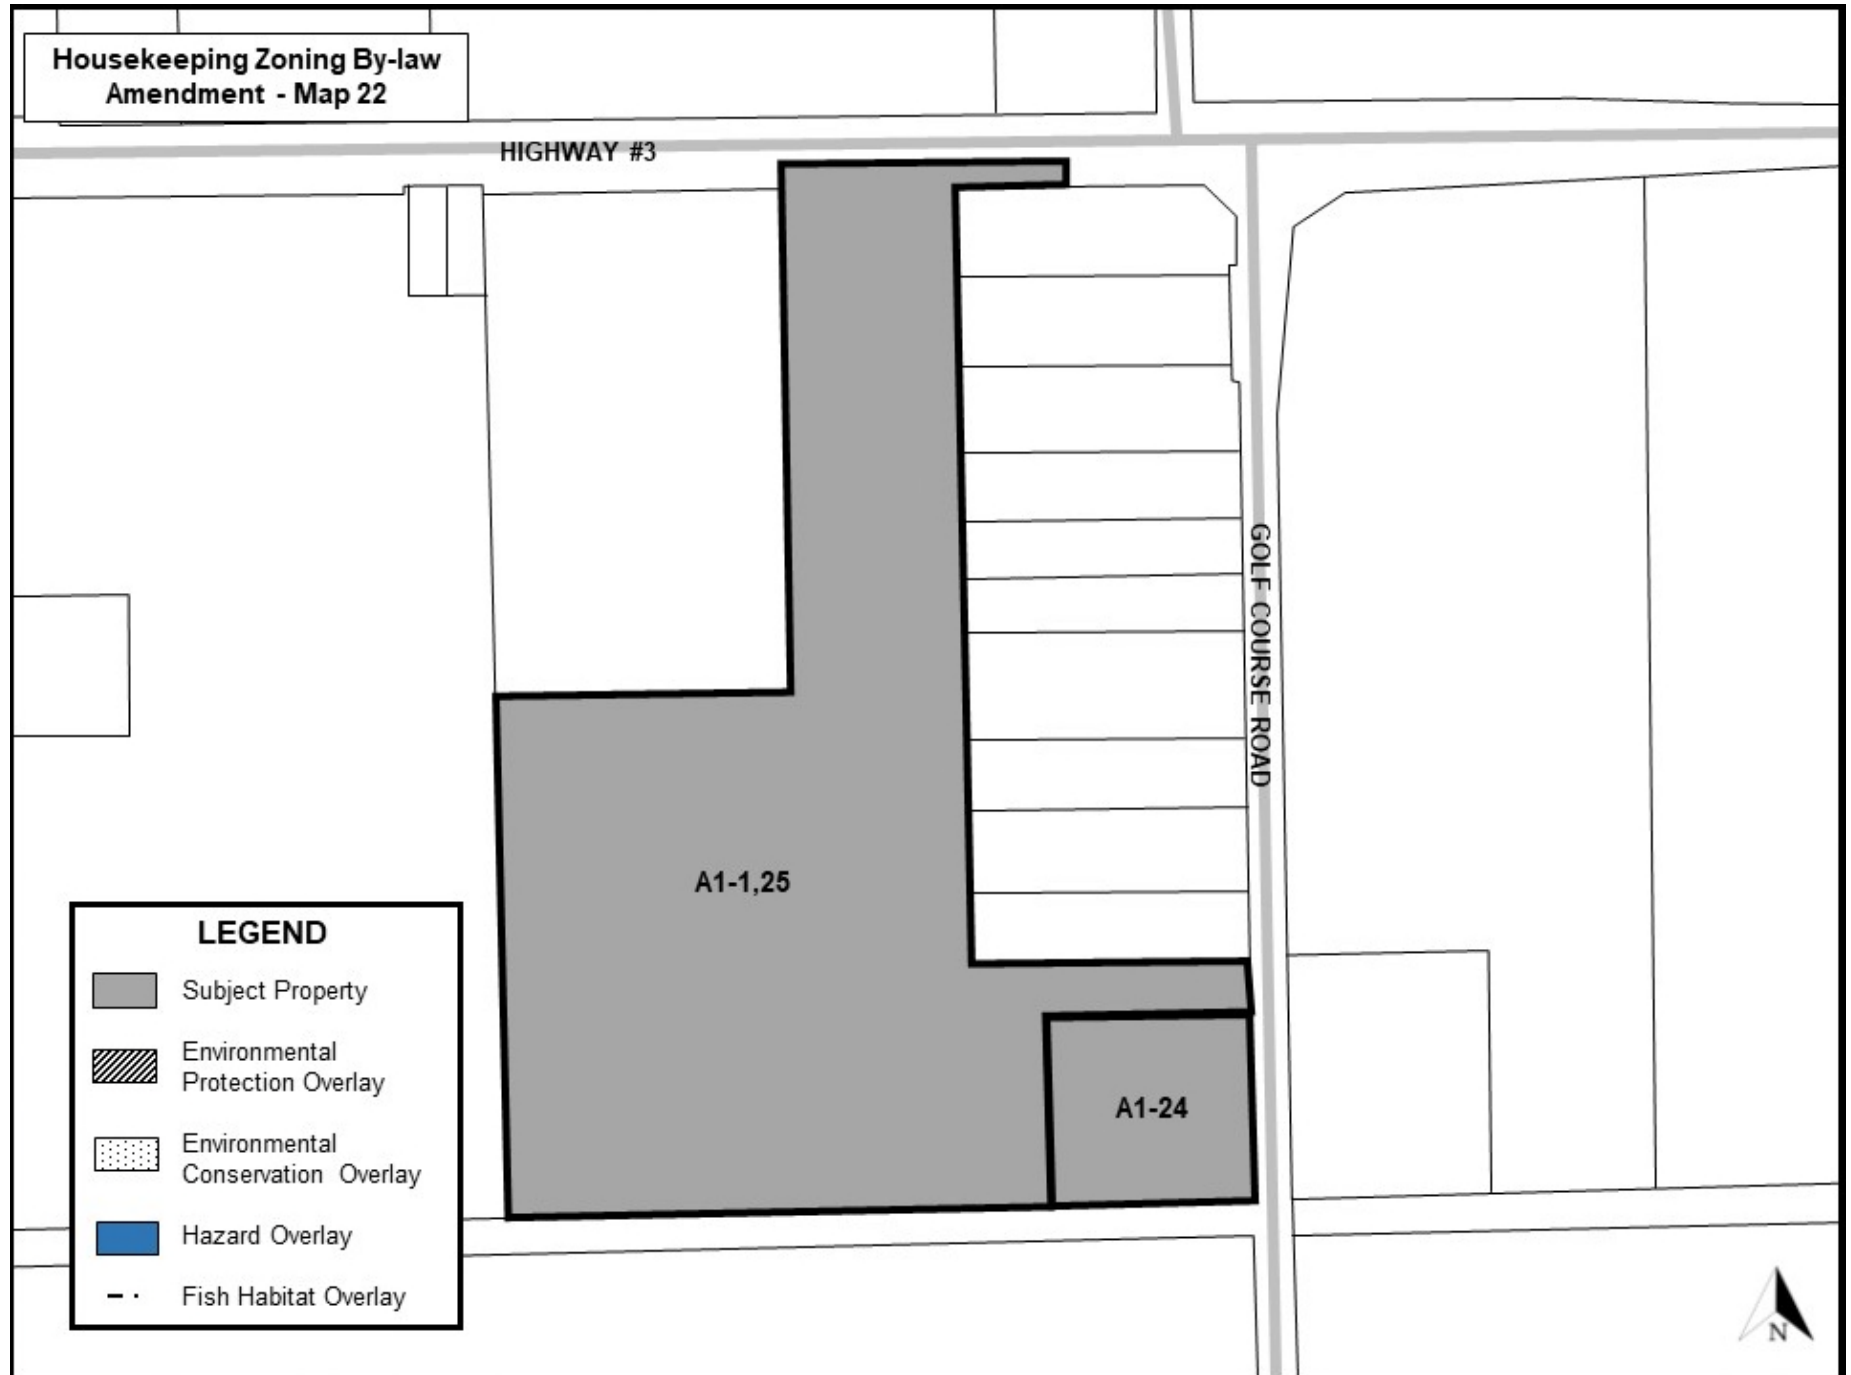 Housekeeping Zoning By-law
Amendment - Map 22
HIGHWAY #3
GOLF COURSE ROAD
A1-1,25
A1-24
LEGEND
Subject Property
Environmental
Protection Overlay
Environmental
Conservation Overlay
Hazard Overlay
Fish Habitat Overlay
N